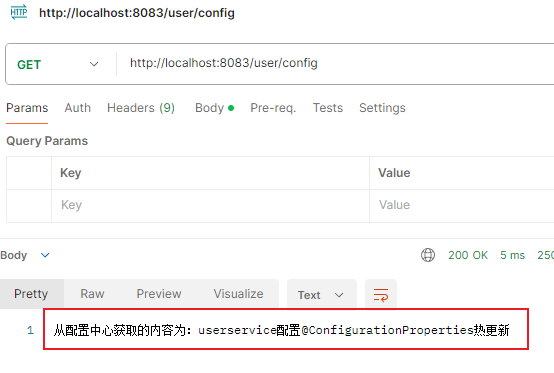 HTTP http://localhost:8083/user/config
GET http://localhost:8083/user/config
Params Auth Headers (9) Body Pre-req. Tests Settings
Query Params
Key Value
Key Value
Body 200 OK 5 ms 250
Pretty Raw Preview Visualize Text
1 从配置中心获取的内容为：userservice配置@ConfigurationProperties热更新